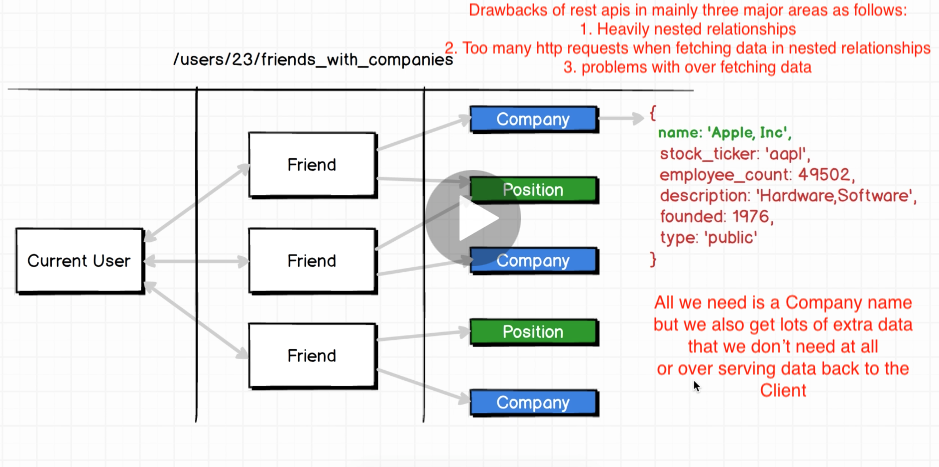 Drawbacks of rest apis in mainly three major areas as follows:
1. Heavily nested relationships
2. Too many http requests when fetching data in nested relationships
3. problems with over fetching data
/users/23/friends_with_companies
Current User
Friend
Friend
Friend
Company
Position
Company
Position
Company
{
name: 'Apple, Inc',
stock_ticker: 'aapl',
employee_count: 49502,
description: 'Hardware,Software',
founded: 1976,
type: 'public'
}
All we need is a Company name
but we also get lots of extra data
that we don't need at all
or over serving data back to the
Client